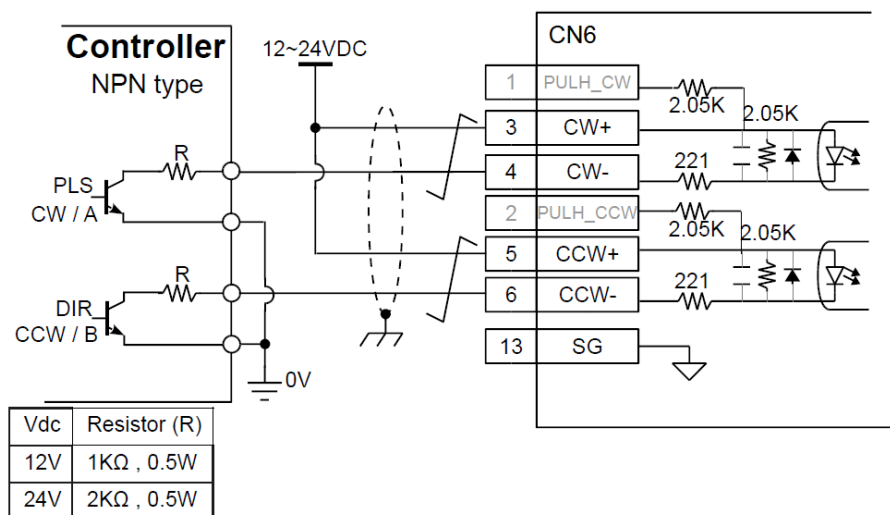 Controller
NPN type
12~24VDC
CN6
1 PULH_CW
2.05K
2.05K
3 CW+
R
4 CW-
221
PLS
CW / A
2 PULH_CCW
2.05K
2.05K
5 CCW+
R
6 CCW-
221
DIR
CCW / B
13 SG
0V
Vdc Resistor (R)
12V 1KΩ , 0.5W
24V 2KΩ , 0.5W